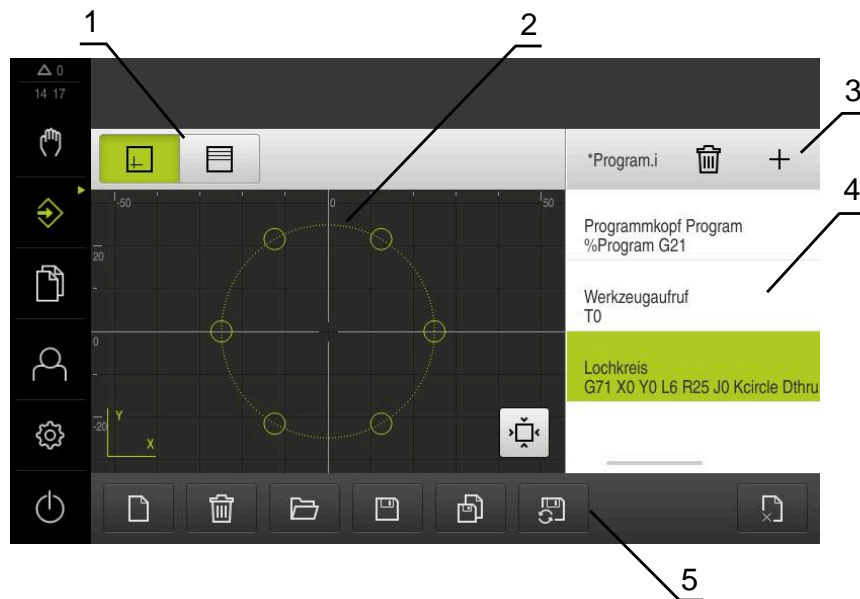 1
2
3
4
5
0
14 17
*Program.i
-50
0
50
20
0
-20
Y
X
Programmkopf Program
%Program G21
Werkzeugaufruf
T0
Lochkreis
G71 X0 Y0 L6 R25 J0 Kcircle Dthru